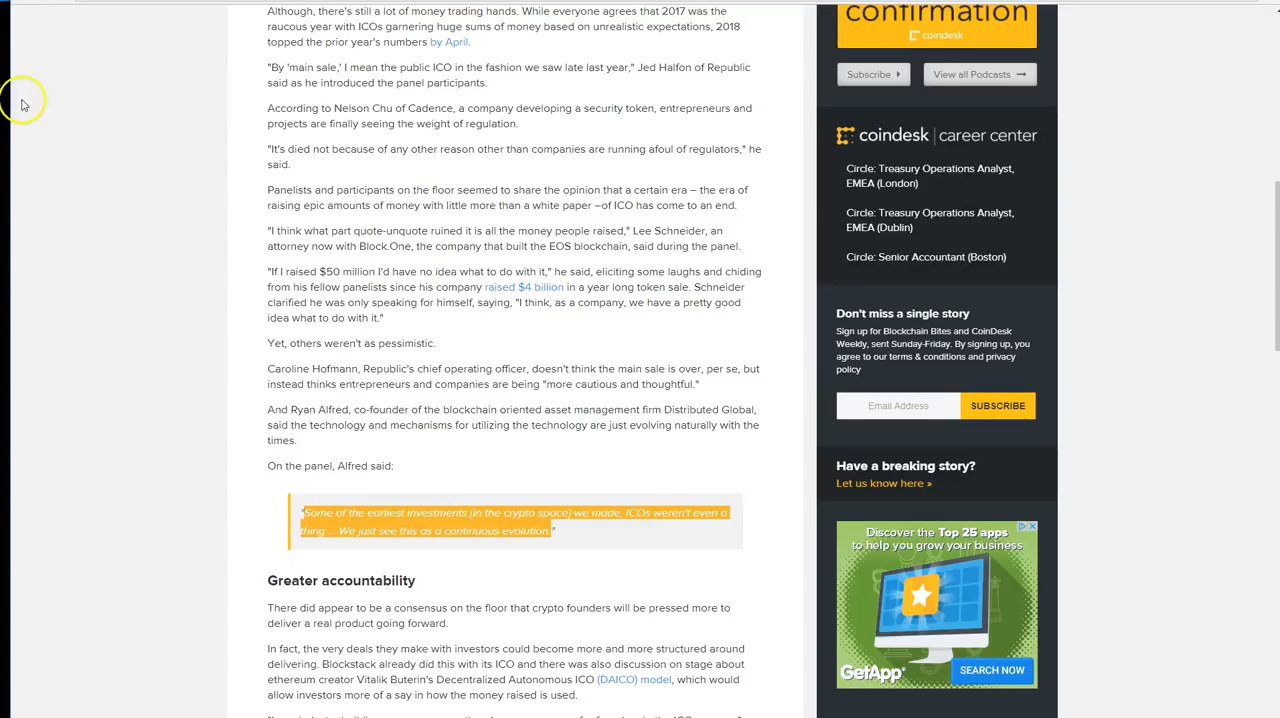 Although, there's still a lot of money trading hands. While everyone agrees that 2017 was the
raucous year with ICOs garnering huge sums of money based on unrealistic expectations, 2018
topped the prior year's numbers by April.
"By 'main sale,' I mean the public ICO in the fashion we saw late last year," Jed Halfon of Republic
said as he introduced the panel participants.
According to Nelson Chu of Cadence, a company developing a security token, entrepreneurs and
projects are finally seeing the weight of regulation.
"It's died not because of any other reason other than companies are running afoul of regulators," he
said.
Panelists and participants on the floor seemed to share the opinion that a certain era – the era of
raising epic amounts of money with little more than a white paper –of ICO has come to an end.
"I think what part quote-unquote ruined it is all the money people raised," Lee Schneider, an
attorney now with Block.One, the company that built the EOS blockchain, said during the panel.
"If I raised $50 million I'd have no idea what to do with it," he said, eliciting some laughs and chiding
from his fellow panelists since his company raised $4 billion in a year long token sale. Schneider
clarified he was only speaking for himself, saying, "I think, as a company, we have a pretty good
idea what to do with it."
Yet, others weren't as pessimistic.
Caroline Hofmann, Republic's chief operating officer, doesn't think the main sale is over, per se, but
instead thinks entrepreneurs and companies are being "more cautious and thoughtful."
And Ryan Alfred, co-founder of the blockchain oriented asset management firm Distributed Global,
said the technology and mechanisms for utilizing the technology are just evolving naturally with the
times.
On the panel, Alfred said:
"Some of the earliest investments [in the crypto space] we made, ICOs weren't even a
thing ... We just see this as a continuous evolution."
Greater accountability
There did appear to be a consensus on the floor that crypto founders will be pressed more to
deliver a real product going forward.
In fact, the very deals they make with investors could become more and more structured around
delivering. Blockstack already did this with its ICO and there was also discussion on stage about
ethereum creator Vitalik Buterin's Decentralized Autonomous ICO (DAICO) model, which would
allow investors more of a say in how the money raised is used.
confirmation
coindesk
Subscribe
View all Podcasts
coindesk | career center
Circle: Treasury Operations Analyst,
EMEA (London)
Circle: Treasury Operations Analyst,
EMEA (Dublin)
Circle: Senior Accountant (Boston)
Don't miss a single story
Sign up for Blockchain Bites and CoinDesk
Weekly, sent Sunday-Friday. By signing up, you
agree to our terms & conditions and privacy
policy
Email Address
SUBSCRIBE
Have a breaking story?
Let us know here »
Discover the Top 25 apps
to help you grow your business
GetApp
SEARCH NOW